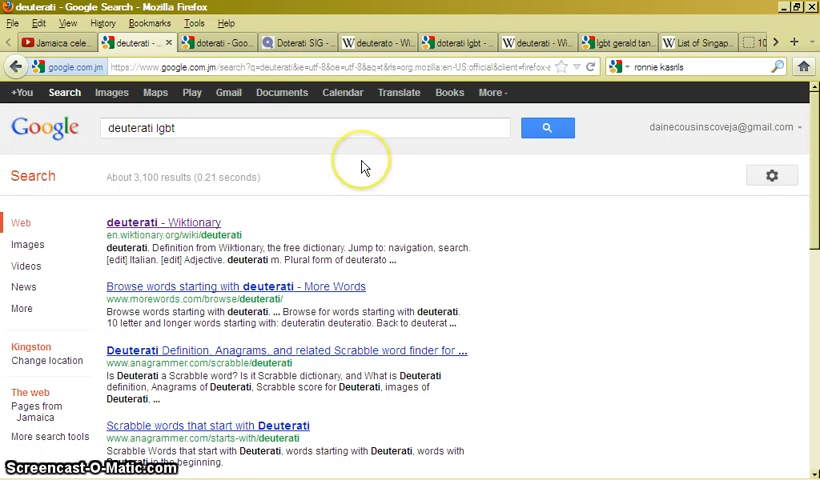 deuterati - Google Search - Mozilla Firefox
File Edit View History Bookmarks Tools Help
Jamaica cele... deuterati - ... doterati - Goo... Doterati SIG - ... deuterato - Wi... doterati lgbt - ... deuterati - Wi... lgbt gerald tan... List of Singap... 10
google.com.jm https://www.google.com.jm/search?q=deuterati&ie=utf-8&oe=utf-8&aq=t&rls=org.mozilla:en-US:official&client=firefox-a ronnie kasrils
+You Search Images Maps Play Gmail Documents Calendar Translate Books More
Google deuterati lgbt dainecousinscoveja@gmail.com
Search About 3,100 results (0.21 seconds)
Web
Images
Videos
News
More
Kingston
Change location
The web
Pages from
Jamaica
More search tools
deuterati - Wiktionary
en.wiktionary.org/wiki/deuterati
deuterati. Definition from Wiktionary, the free dictionary. Jump to: navigation, search.
[edit] Italian. [edit] Adjective. deuterati m. Plural form of deuterato ...
Browse words starting with deuterati - More Words
www.morewords.com/browse/deuterati/
Browse words starting with deuterati. ... Browse for words starting with deuterati.
10 letter and longer words starting with: deuteratin deuteratio. Back to deuterat ...
Deuterati Definition, Anagrams, and related Scrabble word finder for ...
www.anagrammer.com/scrabble/deuterati
Is Deuterati a Scrabble word? Is it Scrabble dictionary, and What is Deuterati
definition, Anagrams of Deuterati, Scrabble score for Deuterati, images of
Deuterati, ...
Scrabble words that start with Deuterati
www.anagrammer.com/starts-with/deuterati
Scrabble Words that start with Deuterati, words starting with Deuterati, words with
Deuterati in the beginning.
Screencast-O-Matic.com